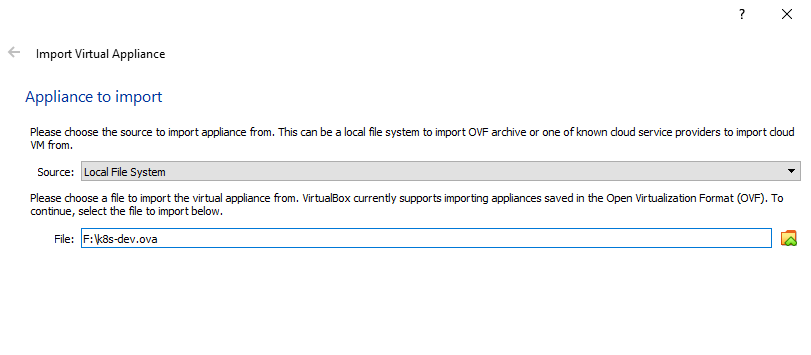 ?
Import Virtual Appliance
Appliance to import
Please choose the source to import appliance from. This can be a local file system to import OVF archive or one of known cloud service providers to import cloud
VM from.
Source: Local File System
Please choose a file to import the virtual appliance from. VirtualBox currently supports importing appliances saved in the Open Virtualization Format (OVF). To
continue, select the file to import below.
File: F:\k8s-dev.ova